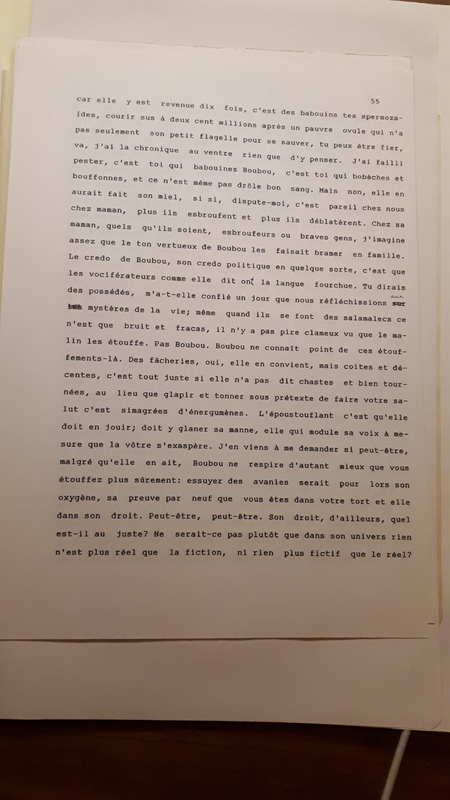 55
car elle y est revenue dix fois, c'est des babouins tes spermoza-
ïdes, courir sus à deux cent millions après un pauvre ovule qui n'a
pas seulement son petit flagelle pour se sauver, tu peux être fier,
va, j'ai la chronique au ventre rien que d'y penser. J'ai failli
pester, c'est toi qui babouines Boubou, c'est toi qui bobèches et
bouffonnes, et ce n'est même pas drôle bon sang. Mais non, elle en
aurait fait son miel, si si, dispute-moi, c'est pareil chez nous
chez maman, plus ils esbroufent et plus ils déblatèrent. Chez sa
maman, quels qu'ils soient, esbroufeurs ou braves gens, j'imagine
assez que le ton vertueux de Boubou les faisait bramer en famille.
Le credo de Boubou, son credo politique en quelque sorte, c'est que
les vociférateurs comme elle dit ont la langue fourchue. Tu dirais
des possédés, m'a-t-elle confié un jour que nous réfléchissions sur
mystères de la vie; même quand ils se font des salamalecs ce
n'est que bruit et fracas, il n'y a pas pire clameux vu que le ma-
lin les étouffe. Pas Boubou. Boubou ne connaît point de ces étouf-
fements-là. Des fâcheries, oui, elle en convient, mais coites et dé-
centes, c'est tout juste si elle n'a pas dit chastes et bien tour-
nées, au lieu que glapir et tonner sous prétexte de faire votre sa-
lut c'est simagrées d'énergumènes. L'époustouflant c'est qu'elle
doit en jouir; doit y glaner sa manne, elle qui module sa voix à me-
sure que la vôtre s'exaspère. J'en viens à me demander si peut-être,
malgré qu'elle en ait, Boubou ne respire d'autant mieux que vous
étouffez plus sûrement: essuyer des avanies serait pour lors son
oxygène, sa preuve par neuf que vous êtes dans votre tort et elle
dans son droit. Peut-être, peut-être. Son droit, d'ailleurs, quel
est-il au juste? Ne serait-ce pas plutôt que dans son univers rien
n'est plus réel que la fiction, ni rien plus fictif que le réel?